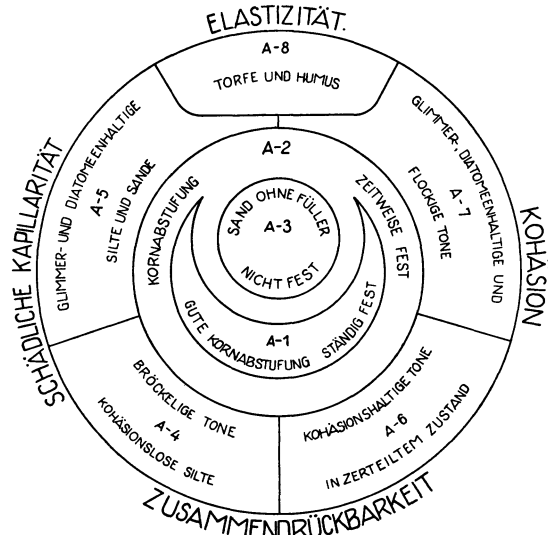 ELASTIZITÄT.
A-8
TORFE UND HUMUS
SCHÄDLICHE KAPILLARITÄT
GLIMMER- UND DIATOMEENHALTIGE
A-5
SILTE UND SANDE
KOHÄSION
GLIMMER-, DIATOMEENHALTIGE UND
A-7
FLOCKIGE TONE
A-2
KORNABSTUFUNG
ZEITWEISE FEST
SAND OHNE FÜLLER
A-3
NICHT FEST
A-1
GUTE KORNABSTUFUNG STÄNDIG FEST
BRÖCKELIGE TONE
A-4
KOHÄSIONSLOSE SILTE
KOHÄSIONSHALTIGE TONE
A-6
IN ZERTEILTEM ZUSTAND
ZUSAMMENDRÜCKBARKEIT